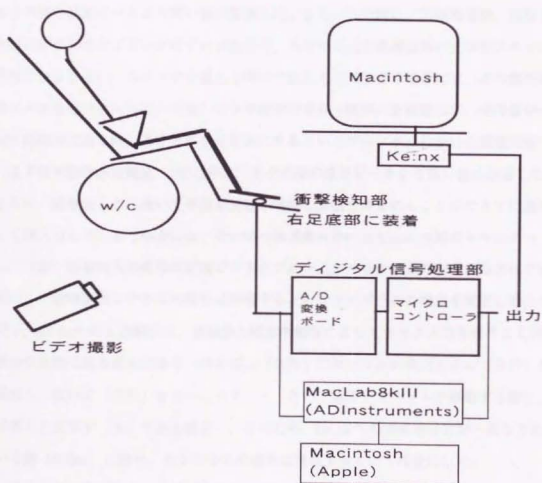 Macintosh
Ke:nx
w/c
衝撃検知部
右足底部に装着
ビデオ撮影
ディジタル信号処理部
A/D
変換
ボード
マイクロ
コントローラ
出力
MacLab8kIII
(ADInstruments)
Macintosh
(Apple)